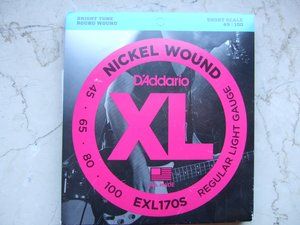 BRIGHT TONE
ROUND WOUND
SHORT SCALE
45 - 100
NICKEL WOUND
D'Addario
XL
45
65
80
100
EXL170S
REGULAR LIGHT GAUGE